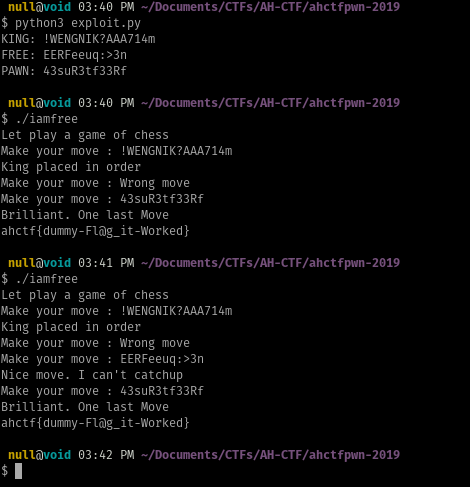 null@void 03:40 PM ~/Documents/CTFs/AH-CTF/ahctfpwn-2019
$ python3 exploit.py
KING: !WENGNIK?AAA714m
FREE: EERFeeuq:>3n
PAWN: 43suR3tf33Rf
null@void 03:40 PM ~/Documents/CTFs/AH-CTF/ahctfpwn-2019
$ ./iamfree
Let play a game of chess
Make your move : !WENGNIK?AAA714m
King placed in order
Make your move : Wrong move
Make your move : 43suR3tf33Rf
Brilliant. One last Move
ahctf{dummy-Fl@g_it-Worked}
null@void 03:41 PM ~/Documents/CTFs/AH-CTF/ahctfpwn-2019
$ ./iamfree
Let play a game of chess
Make your move : !WENGNIK?AAA714m
King placed in order
Make your move : Wrong move
Make your move : EERFeeuq:>3n
Nice move. I can't catchup
Make your move : 43suR3tf33Rf
Brilliant. One last Move
ahctf{dummy-Fl@g_it-Worked}
null@void 03:42 PM ~/Documents/CTFs/AH-CTF/ahctfpwn-2019
$